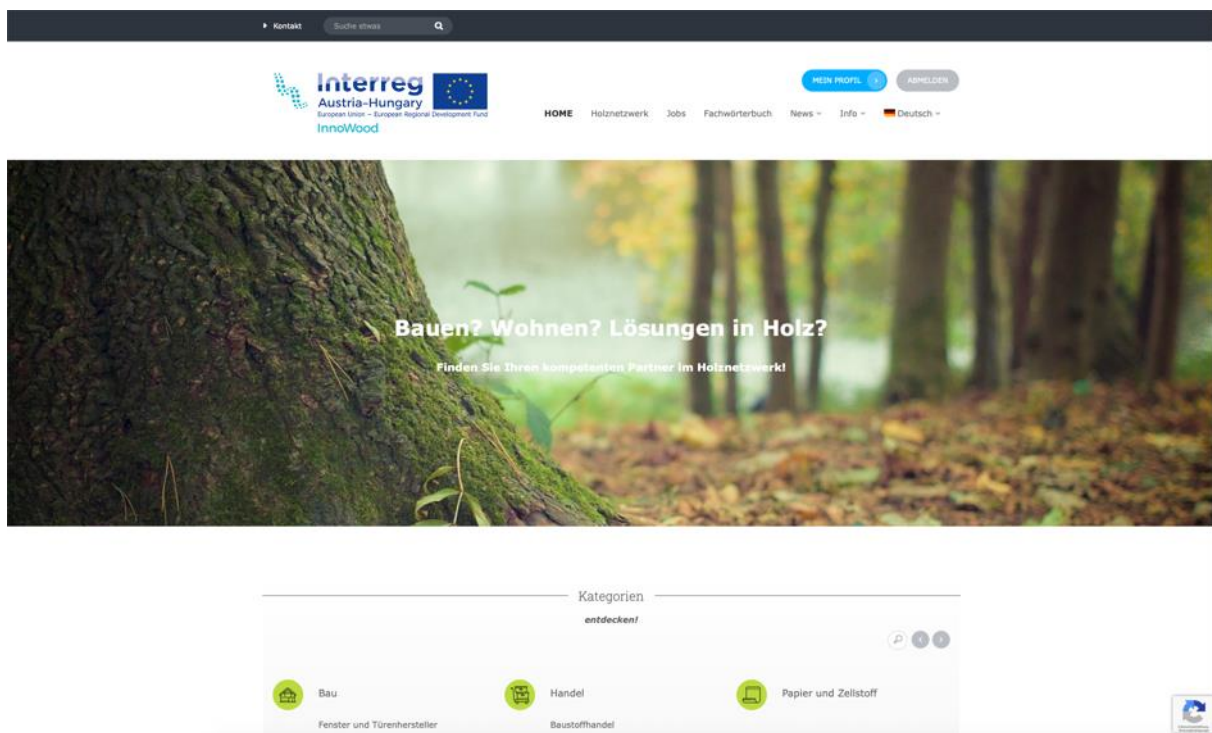 Kontakt
Suche etwas
Interreg
Austria-Hungary
European Union – European Regional Development Fund
InnoWood
MEIN PROFIL
ABMELDEN
HOME Holznetzwerk Jobs Fachwörterbuch News Info Deutsch
Bauen? Wohnen? Lösungen in Holz?
Finden Sie Ihren kompetenten Partner im Holznetzwerk!
Kategorien
entdecken!
Bau Handel Papier und Zellstoff
Fenster und Türenhersteller Baustoffhandel